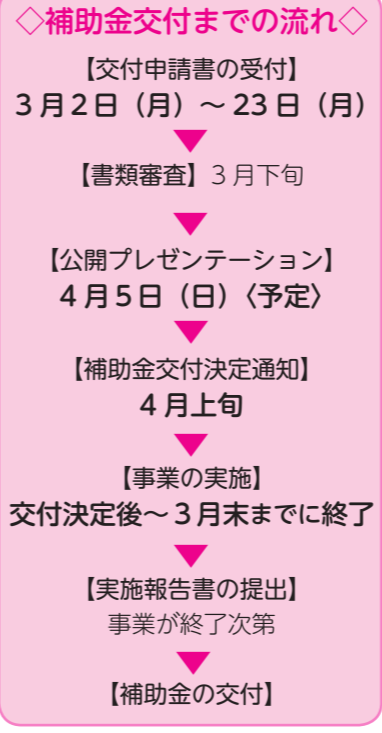 ◇補助金交付までの流れ◇
【交付申請書の受付】
３月２日（月）～ 23 日（月）
【書類審査】３月下旬
【公開プレゼンテーション】
４月５日（日）〈予定〉
【補助金交付決定通知】
４月上旬
【事業の実施】
交付決定後～３月末までに終了
【実施報告書の提出】
事業が終了次第
【補助金の交付】